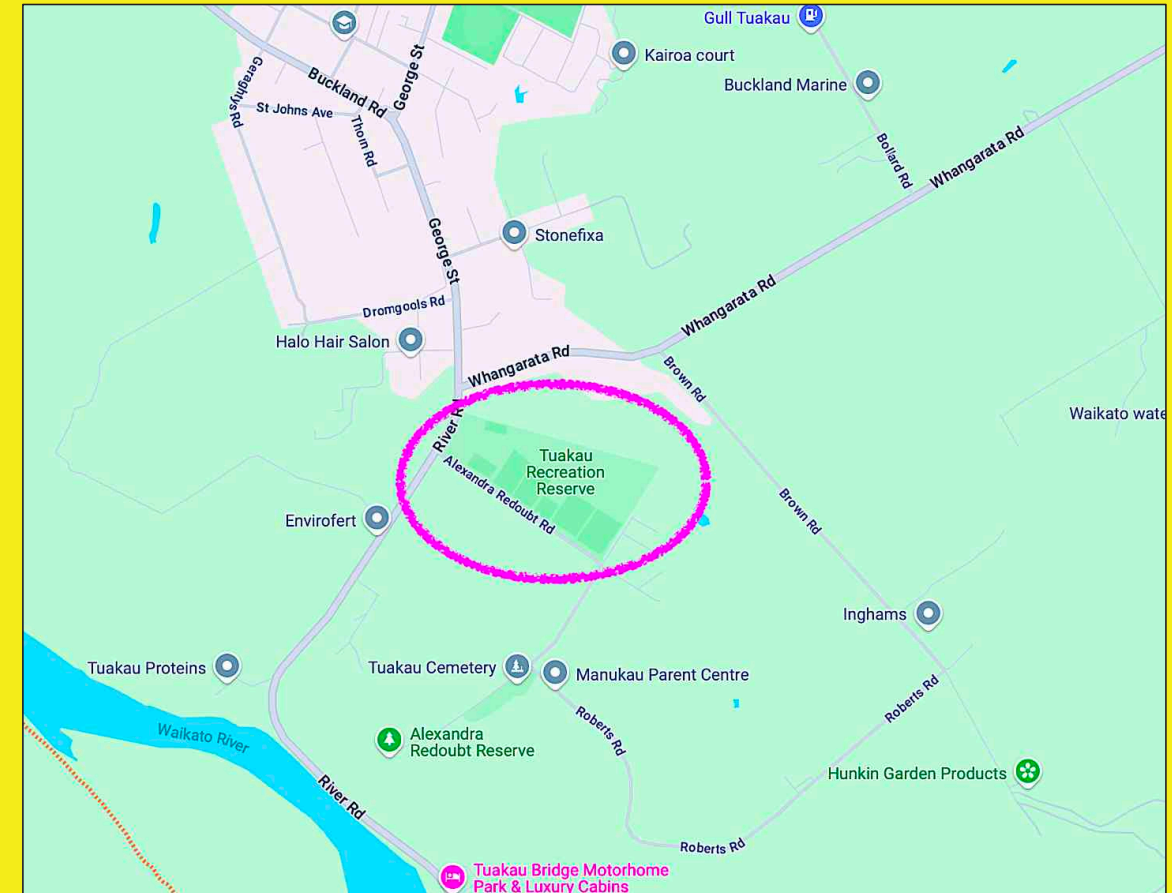 Gull Tuakau
Kairoa court
Buckland Marine
Geraghtys Rd
Buckland Rd
George St
St Johns Ave
Thorn Rd
Bollard Rd
Whangarata Rd
George St
Stonefixa
Dromgools Rd
Whangarata Rd
Halo Hair Salon
Whangarata Rd
Brown Rd
River Rd
Waikato wate
Tuakau
Recreation
Reserve
Alexandra Redoubt Rd
Brown Rd
Envirofert
Inghams
Tuakau Proteins
Tuakau Cemetery
Manukau Parent Centre
Roberts Rd
Roberts Rd
Waikato River
Alexandra
Redoubt Reserve
Hunkin Garden Products
River Rd
Roberts Rd
Tuakau Bridge Motorhome
Park & Luxury Cabins